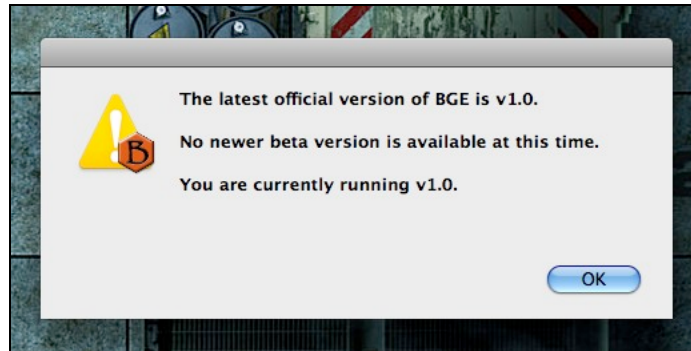 The latest official version of BGE is v1.0.
No newer beta version is available at this time.
You are currently running v1.0.
B
OK